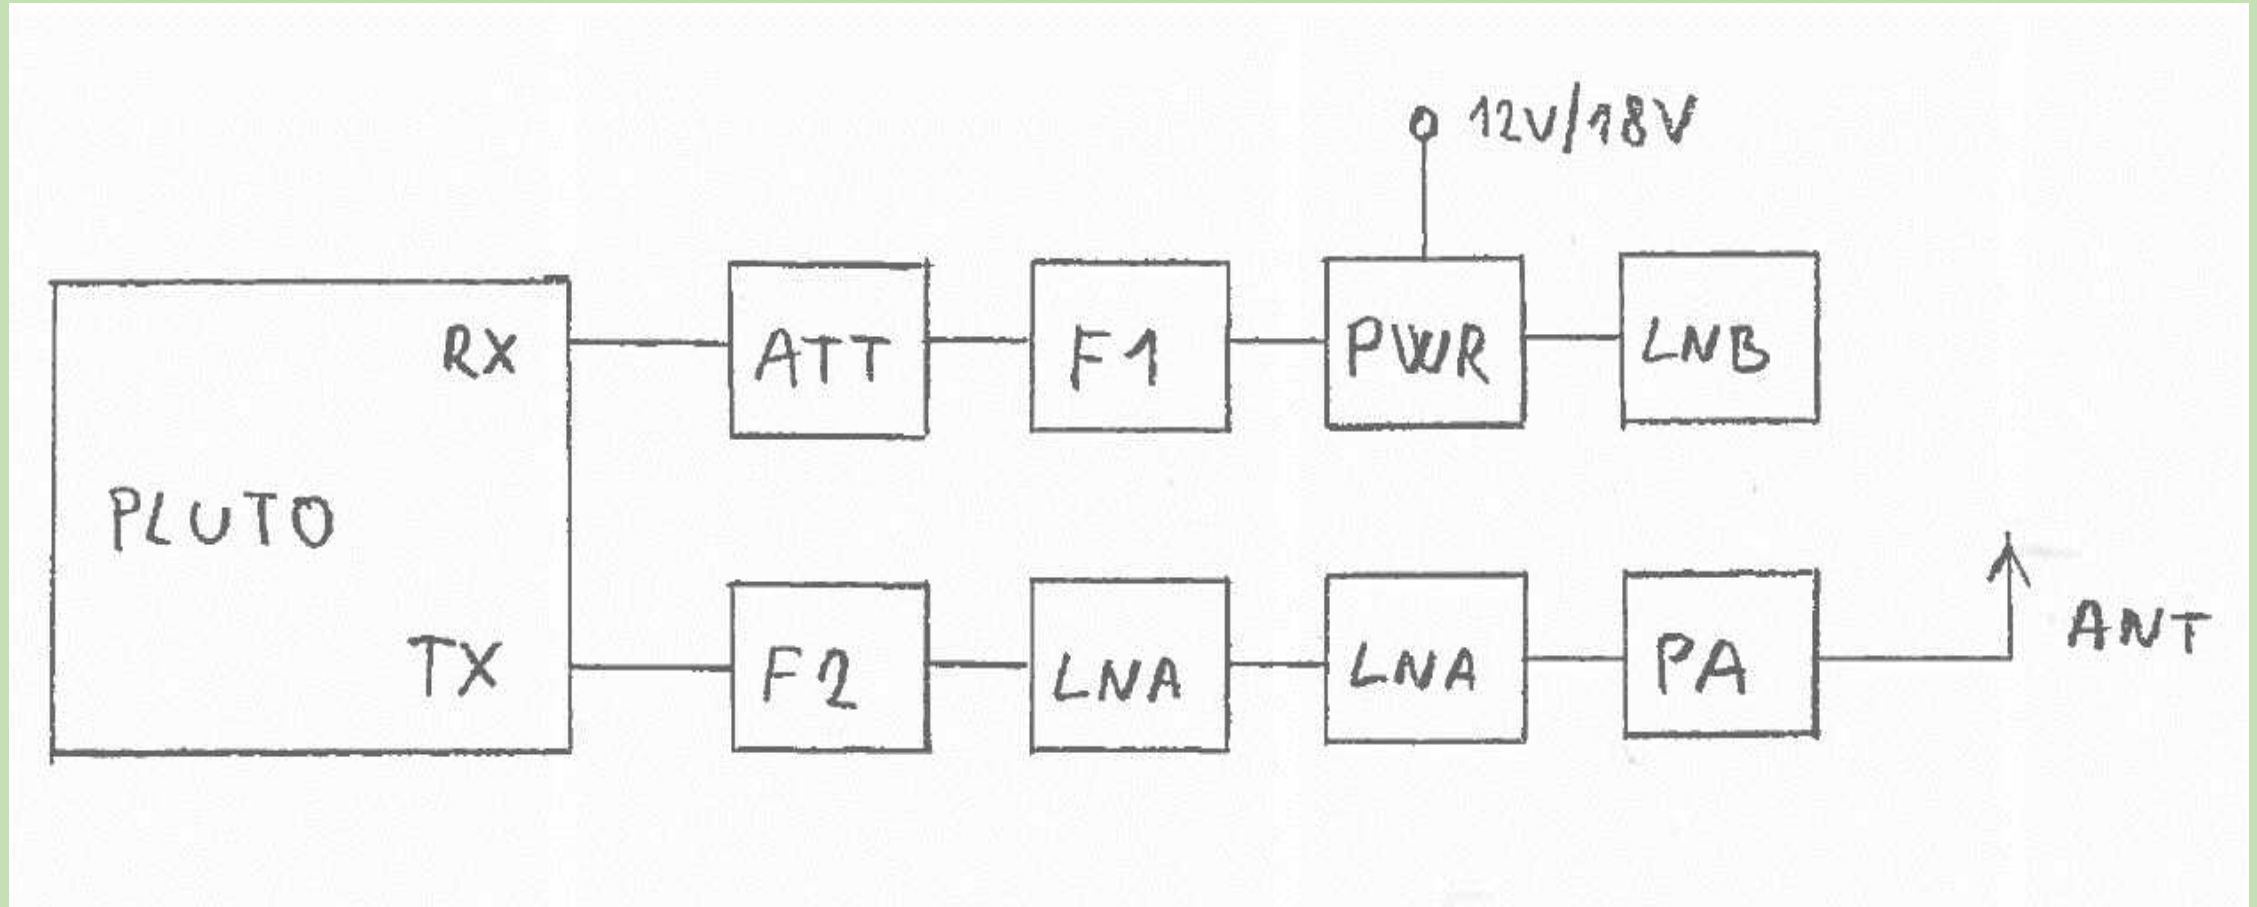 12V/18V
RX
ATT
F1
PWR
LNB
PLUTO
TX
F2
LNA
LNA
PA
ANT